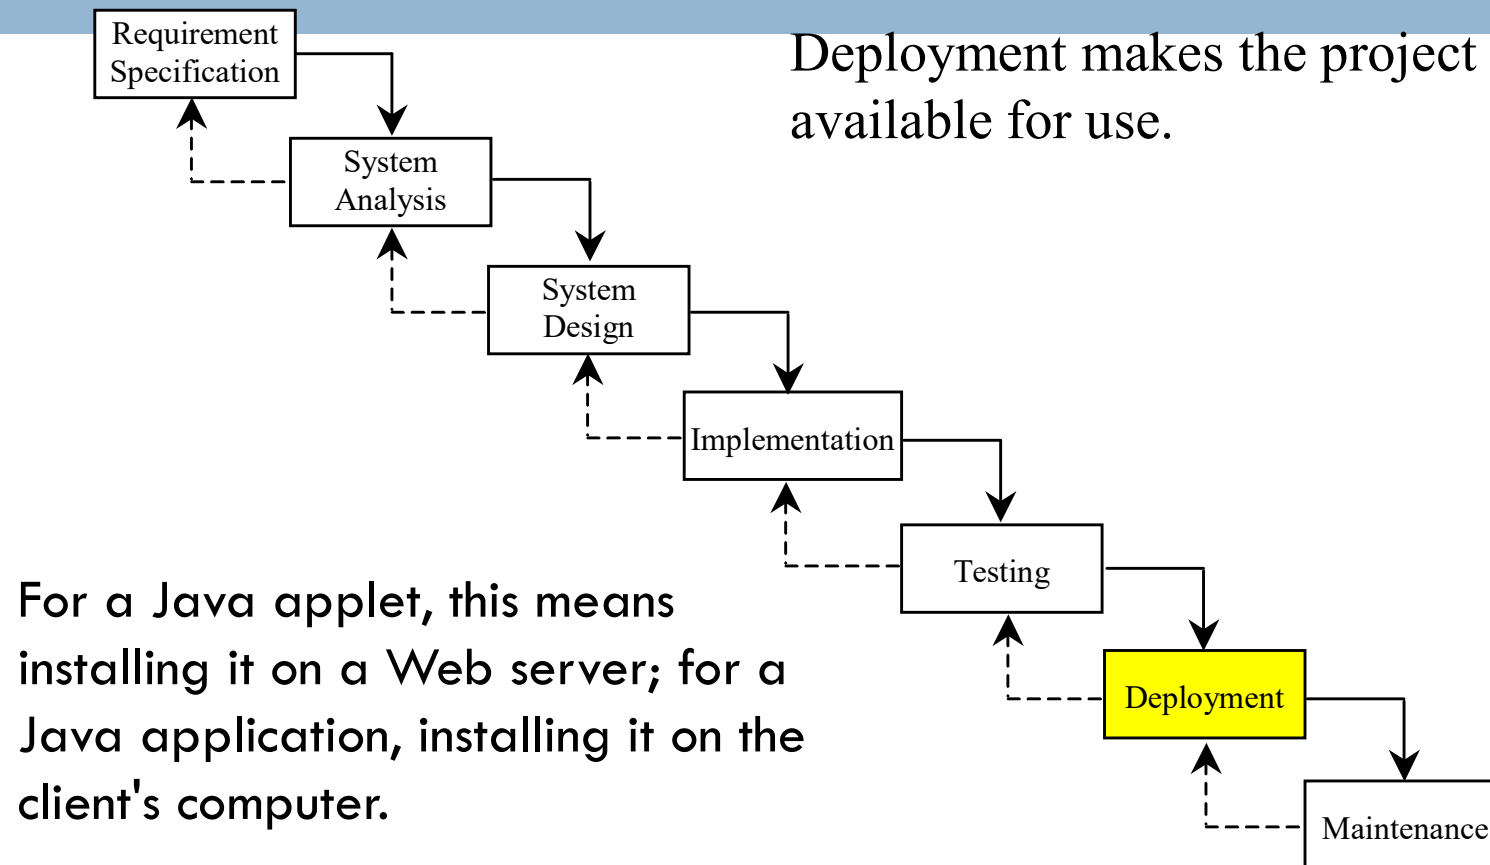 Requirement
Specification
Deployment makes the project
available for use.
System
Analysis
System
Design
Implementation
Testing
For a Java applet, this means
installing it on a Web server; for a
Java application, installing it on the
client's computer.
Deployment
Maintenance